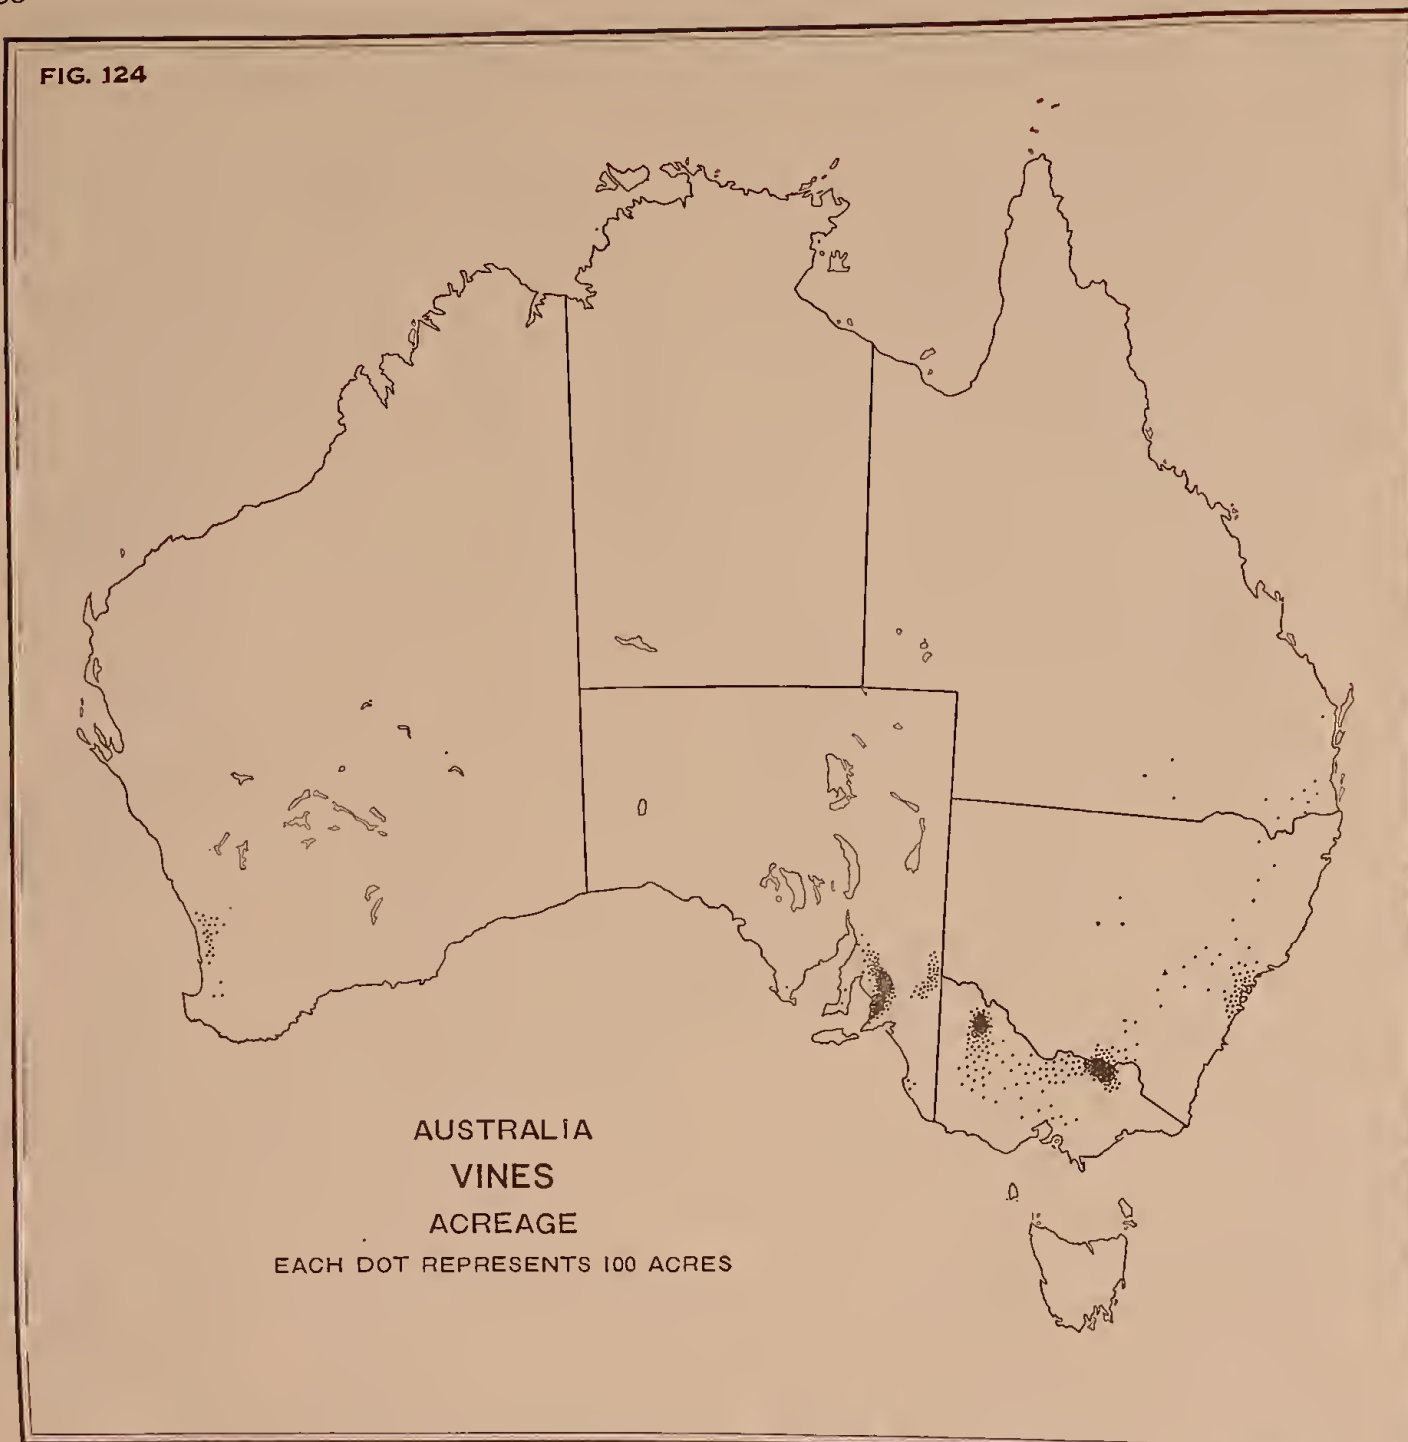 FIG. 124
AUSTRALIA
VINES
ACREAGE
EACH DOT REPRESENTS 100 ACRES